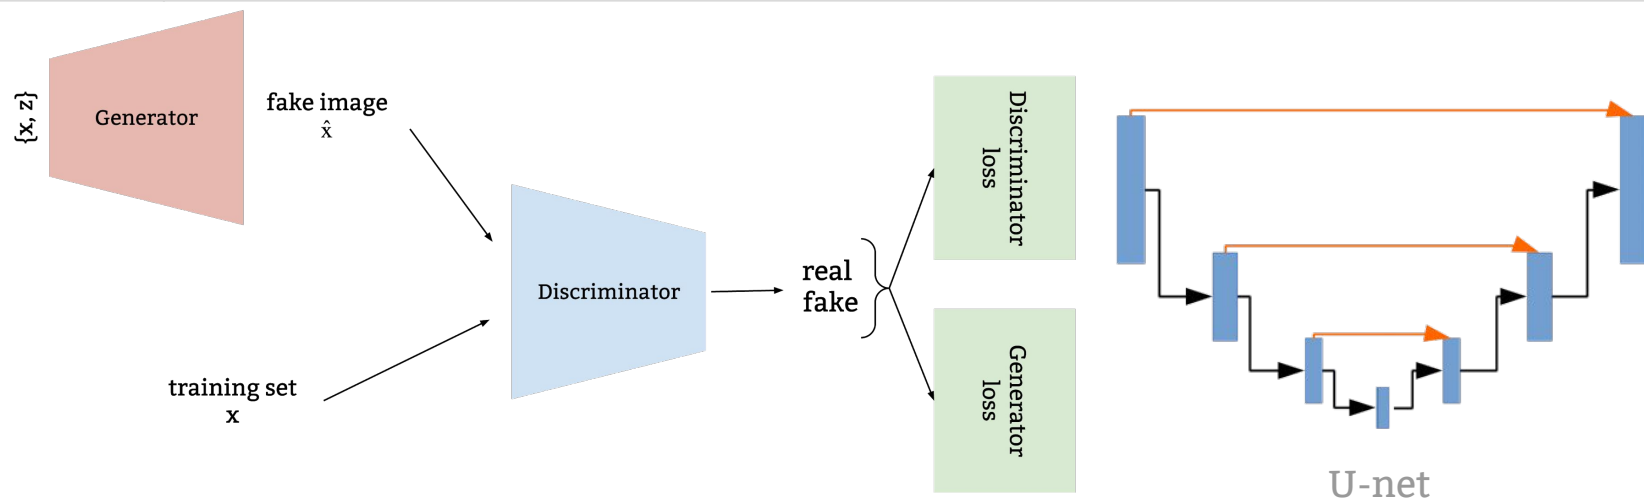 {x, z}
Generator
fake image
x̂
training set
x
Discriminator
real
fake
Discriminator
loss
Generator
loss
U-net